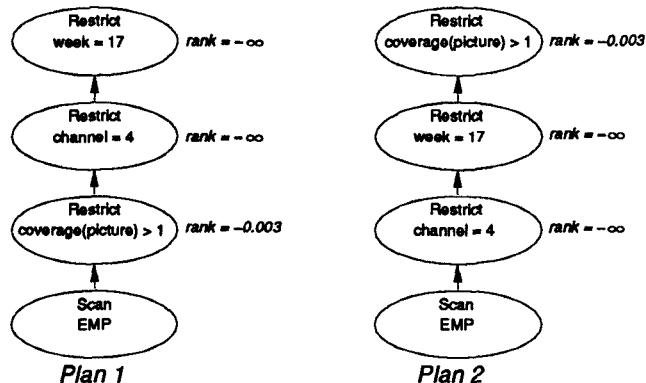 Restrict
week = 17
rank = – ∞
Restrict
channel = 4
rank = – ∞
Restrict
coverage(picture) > 1
rank = –0.003
Scan
EMP
Plan 1
Restrict
coverage(picture) > 1
rank = –0.003
Restrict
week = 17
rank = –∞
Restrict
channel = 4
rank = –∞
Scan
EMP
Plan 2